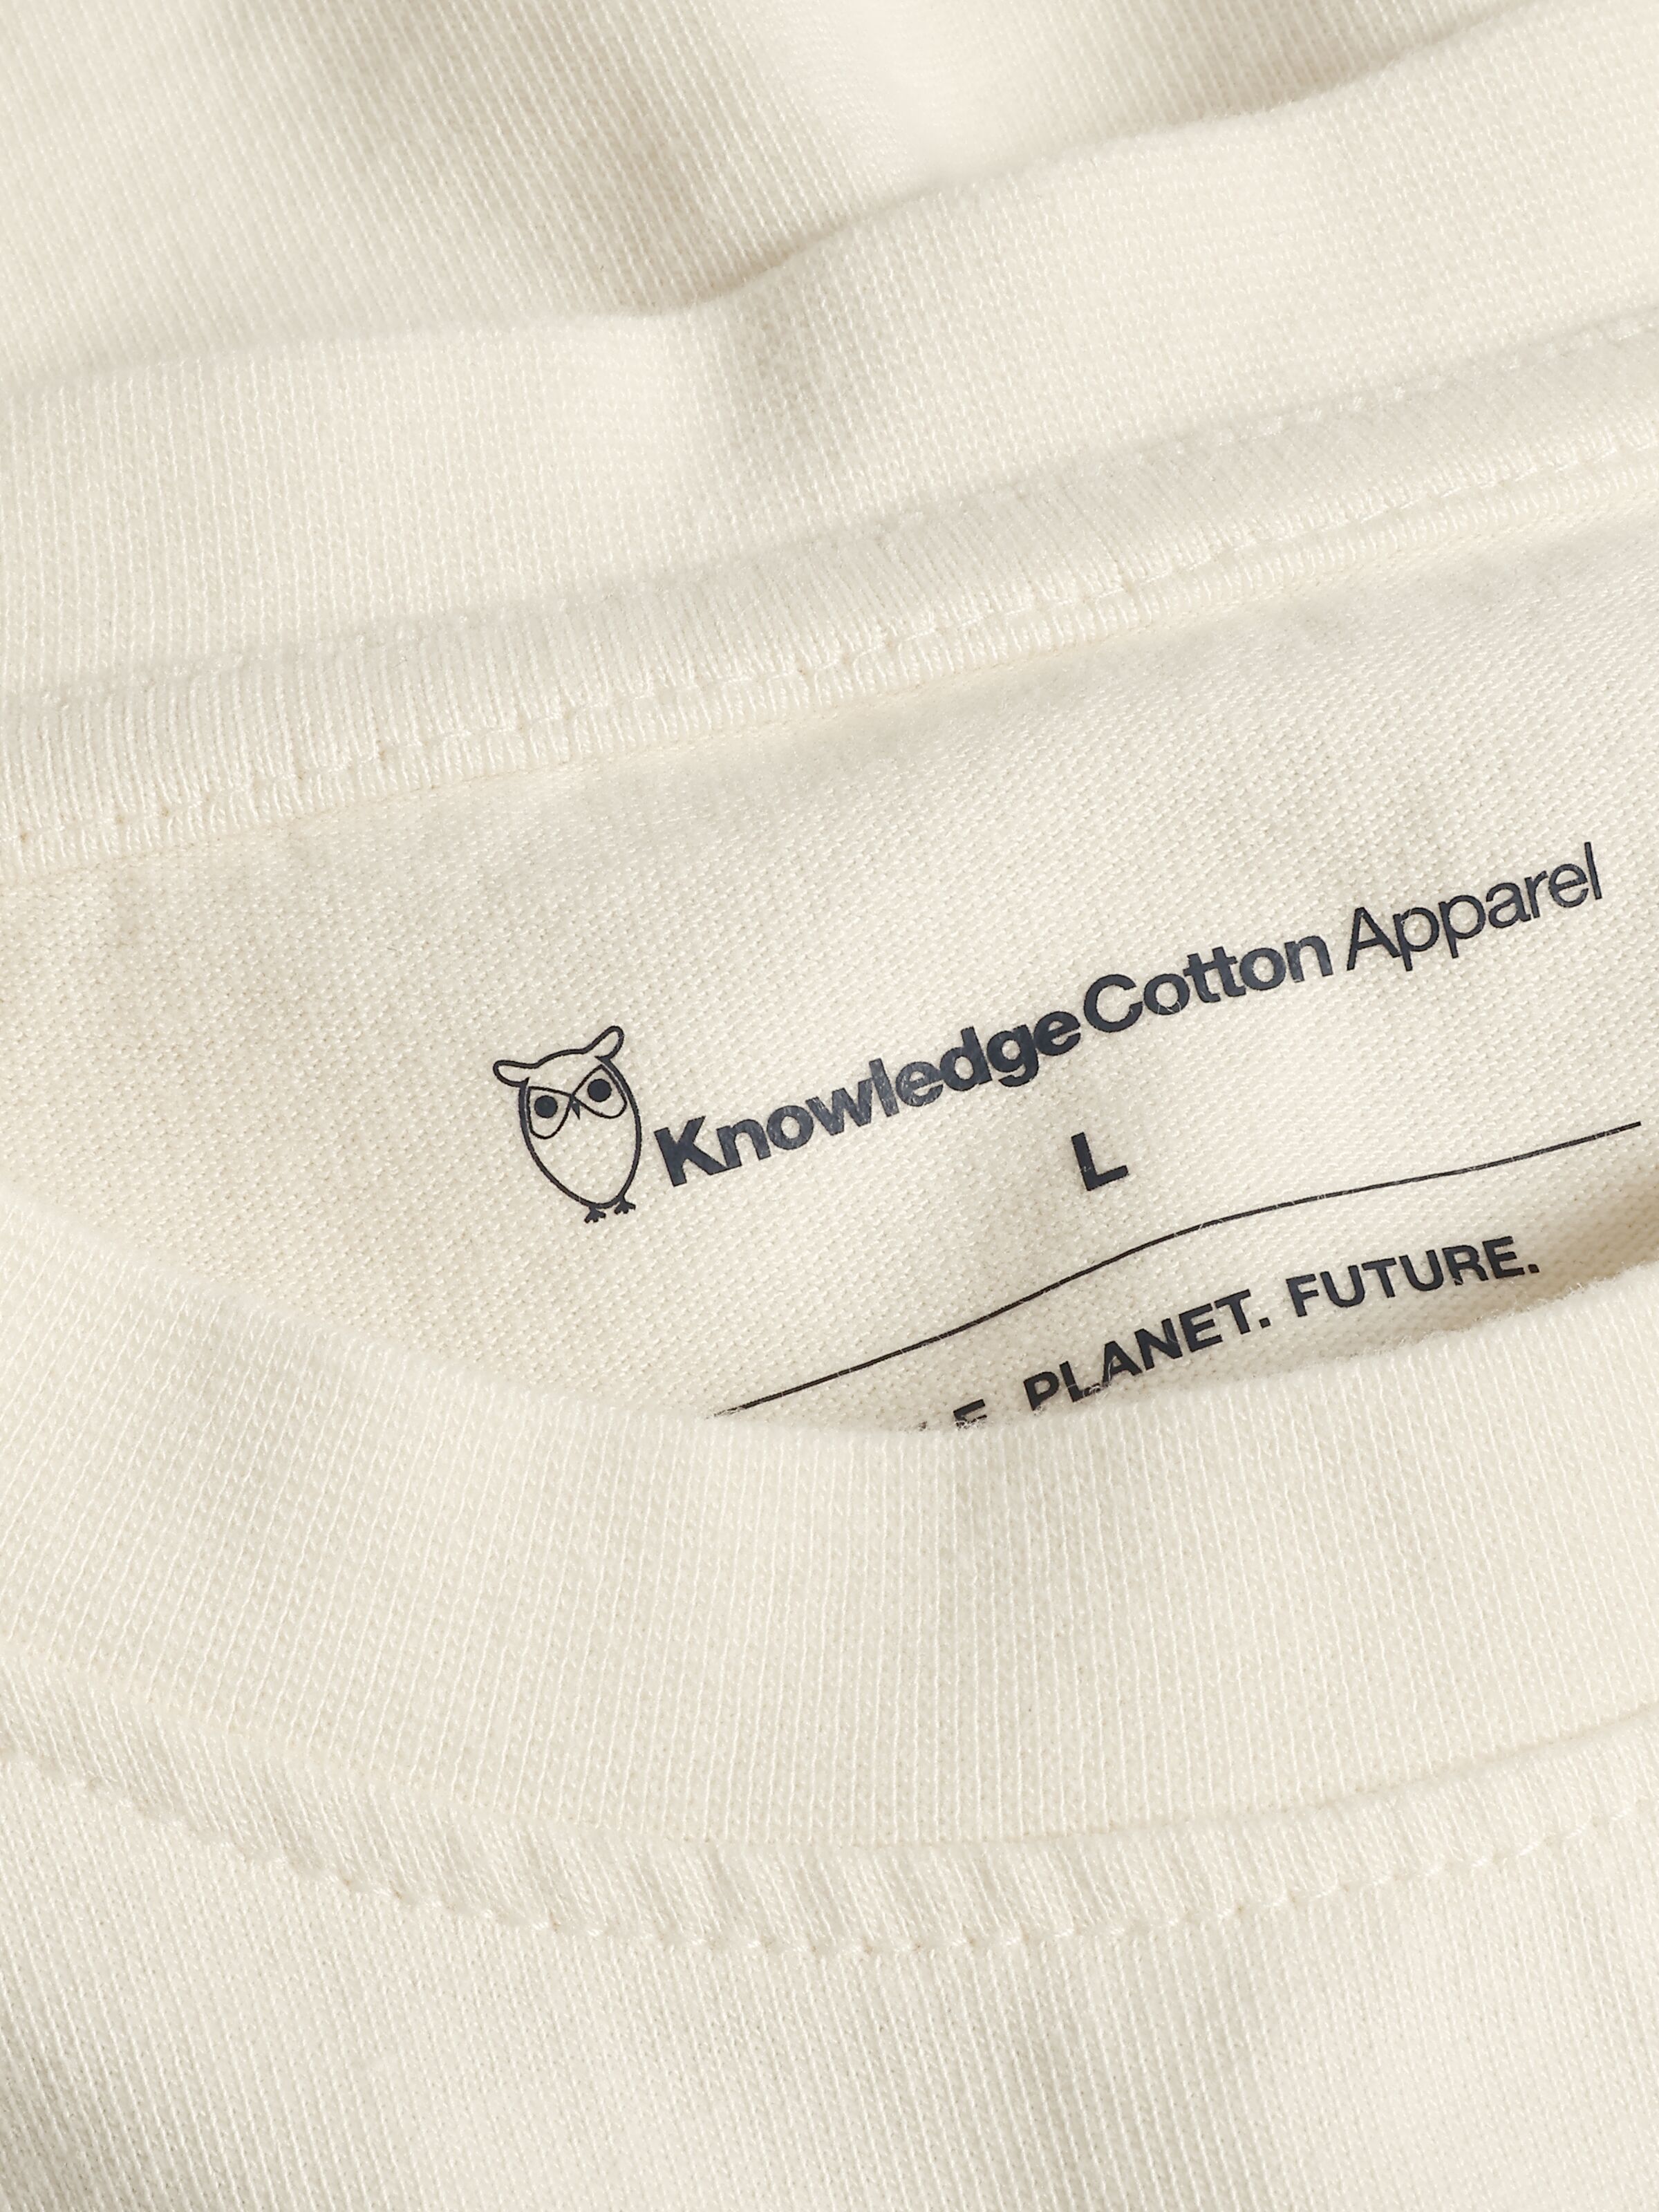 KnowledgeCotton Apparel
L
PLANET. FUTURE.